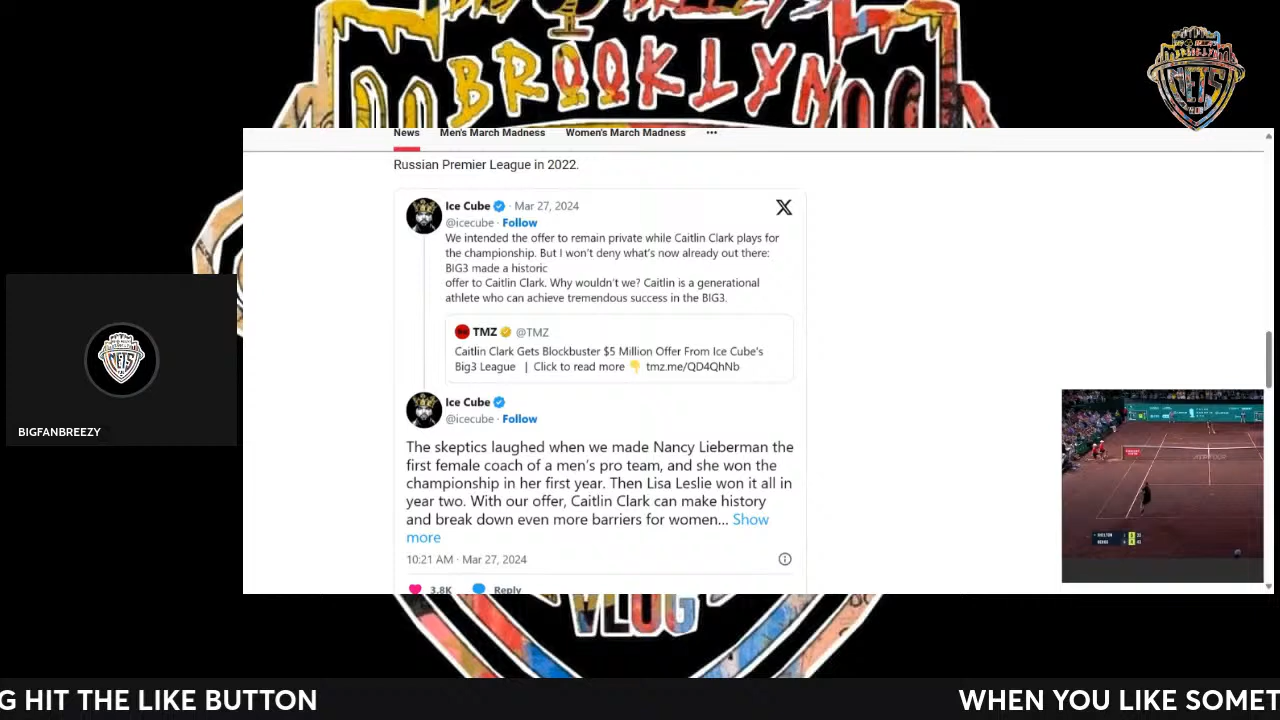 BROOKLYN
NETS
News Men's March Madness Women's March Madness ...
Russian Premier League in 2022.
Ice Cube · Mar 27, 2024
@icecube · Follow
We intended the offer to remain private while Caitlin Clark plays for
the championship. But I won't deny what's now already out there:
BIG3 made a historic
offer to Caitlin Clark. Why wouldn't we? Caitlin is a generational
athlete who can achieve tremendous success in the BIG3.
TMZ @TMZ
Caitlin Clark Gets Blockbuster $5 Million Offer From Ice Cube's
Big3 League | Click to read more 👇 tmz.me/QD4QhNb
Ice Cube
@icecube · Follow
The skeptics laughed when we made Nancy Lieberman the
first female coach of a men's pro team, and she won the
championship in her first year. Then Lisa Leslie won it all in
year two. With our offer, Caitlin Clark can make history
and break down even more barriers for women... Show
more
10:21 AM · Mar 27, 2024
3.8K Reply
NETS
BIGFANBREEZY
VLOG
G HIT THE LIKE BUTTON
WHEN YOU LIKE SOMET